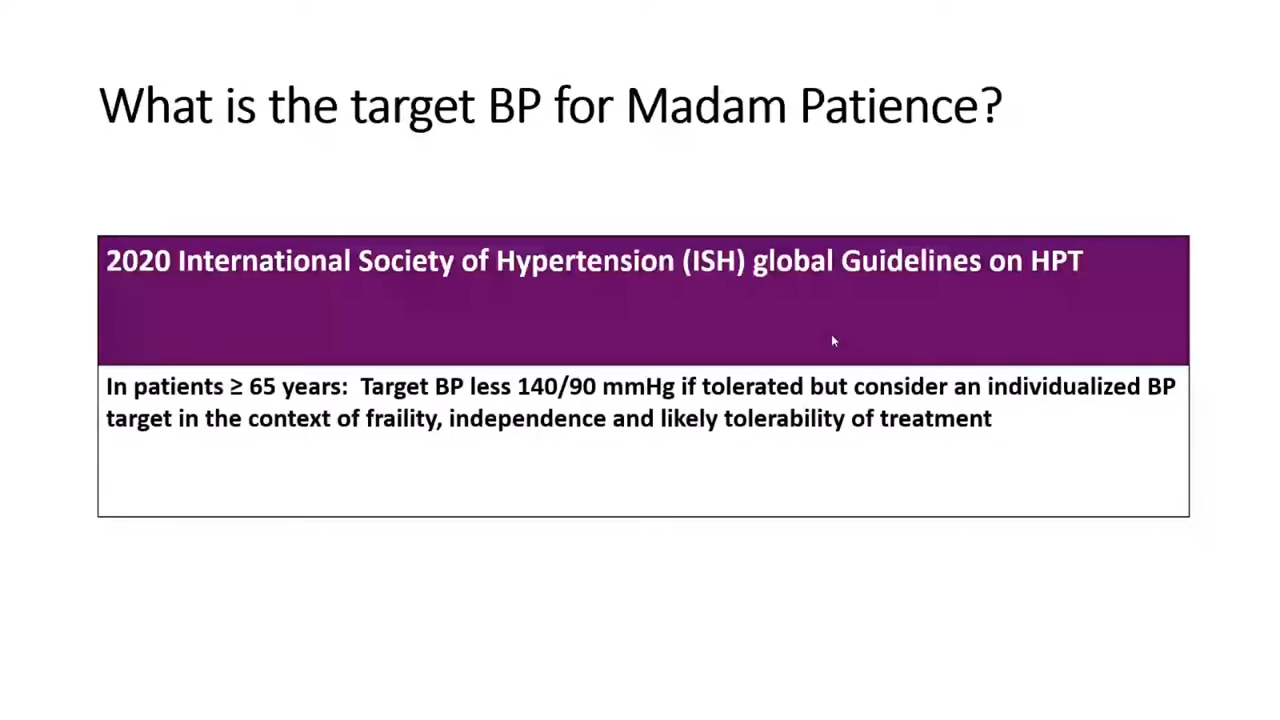 What is the target BP for Madam Patience?
2020 International Society of Hypertension (ISH) global Guidelines on HPT
In patients ≥ 65 years: Target BP less 140/90 mmHg if tolerated but consider an individualized BP
target in the context of fraility, independence and likely tolerability of treatment